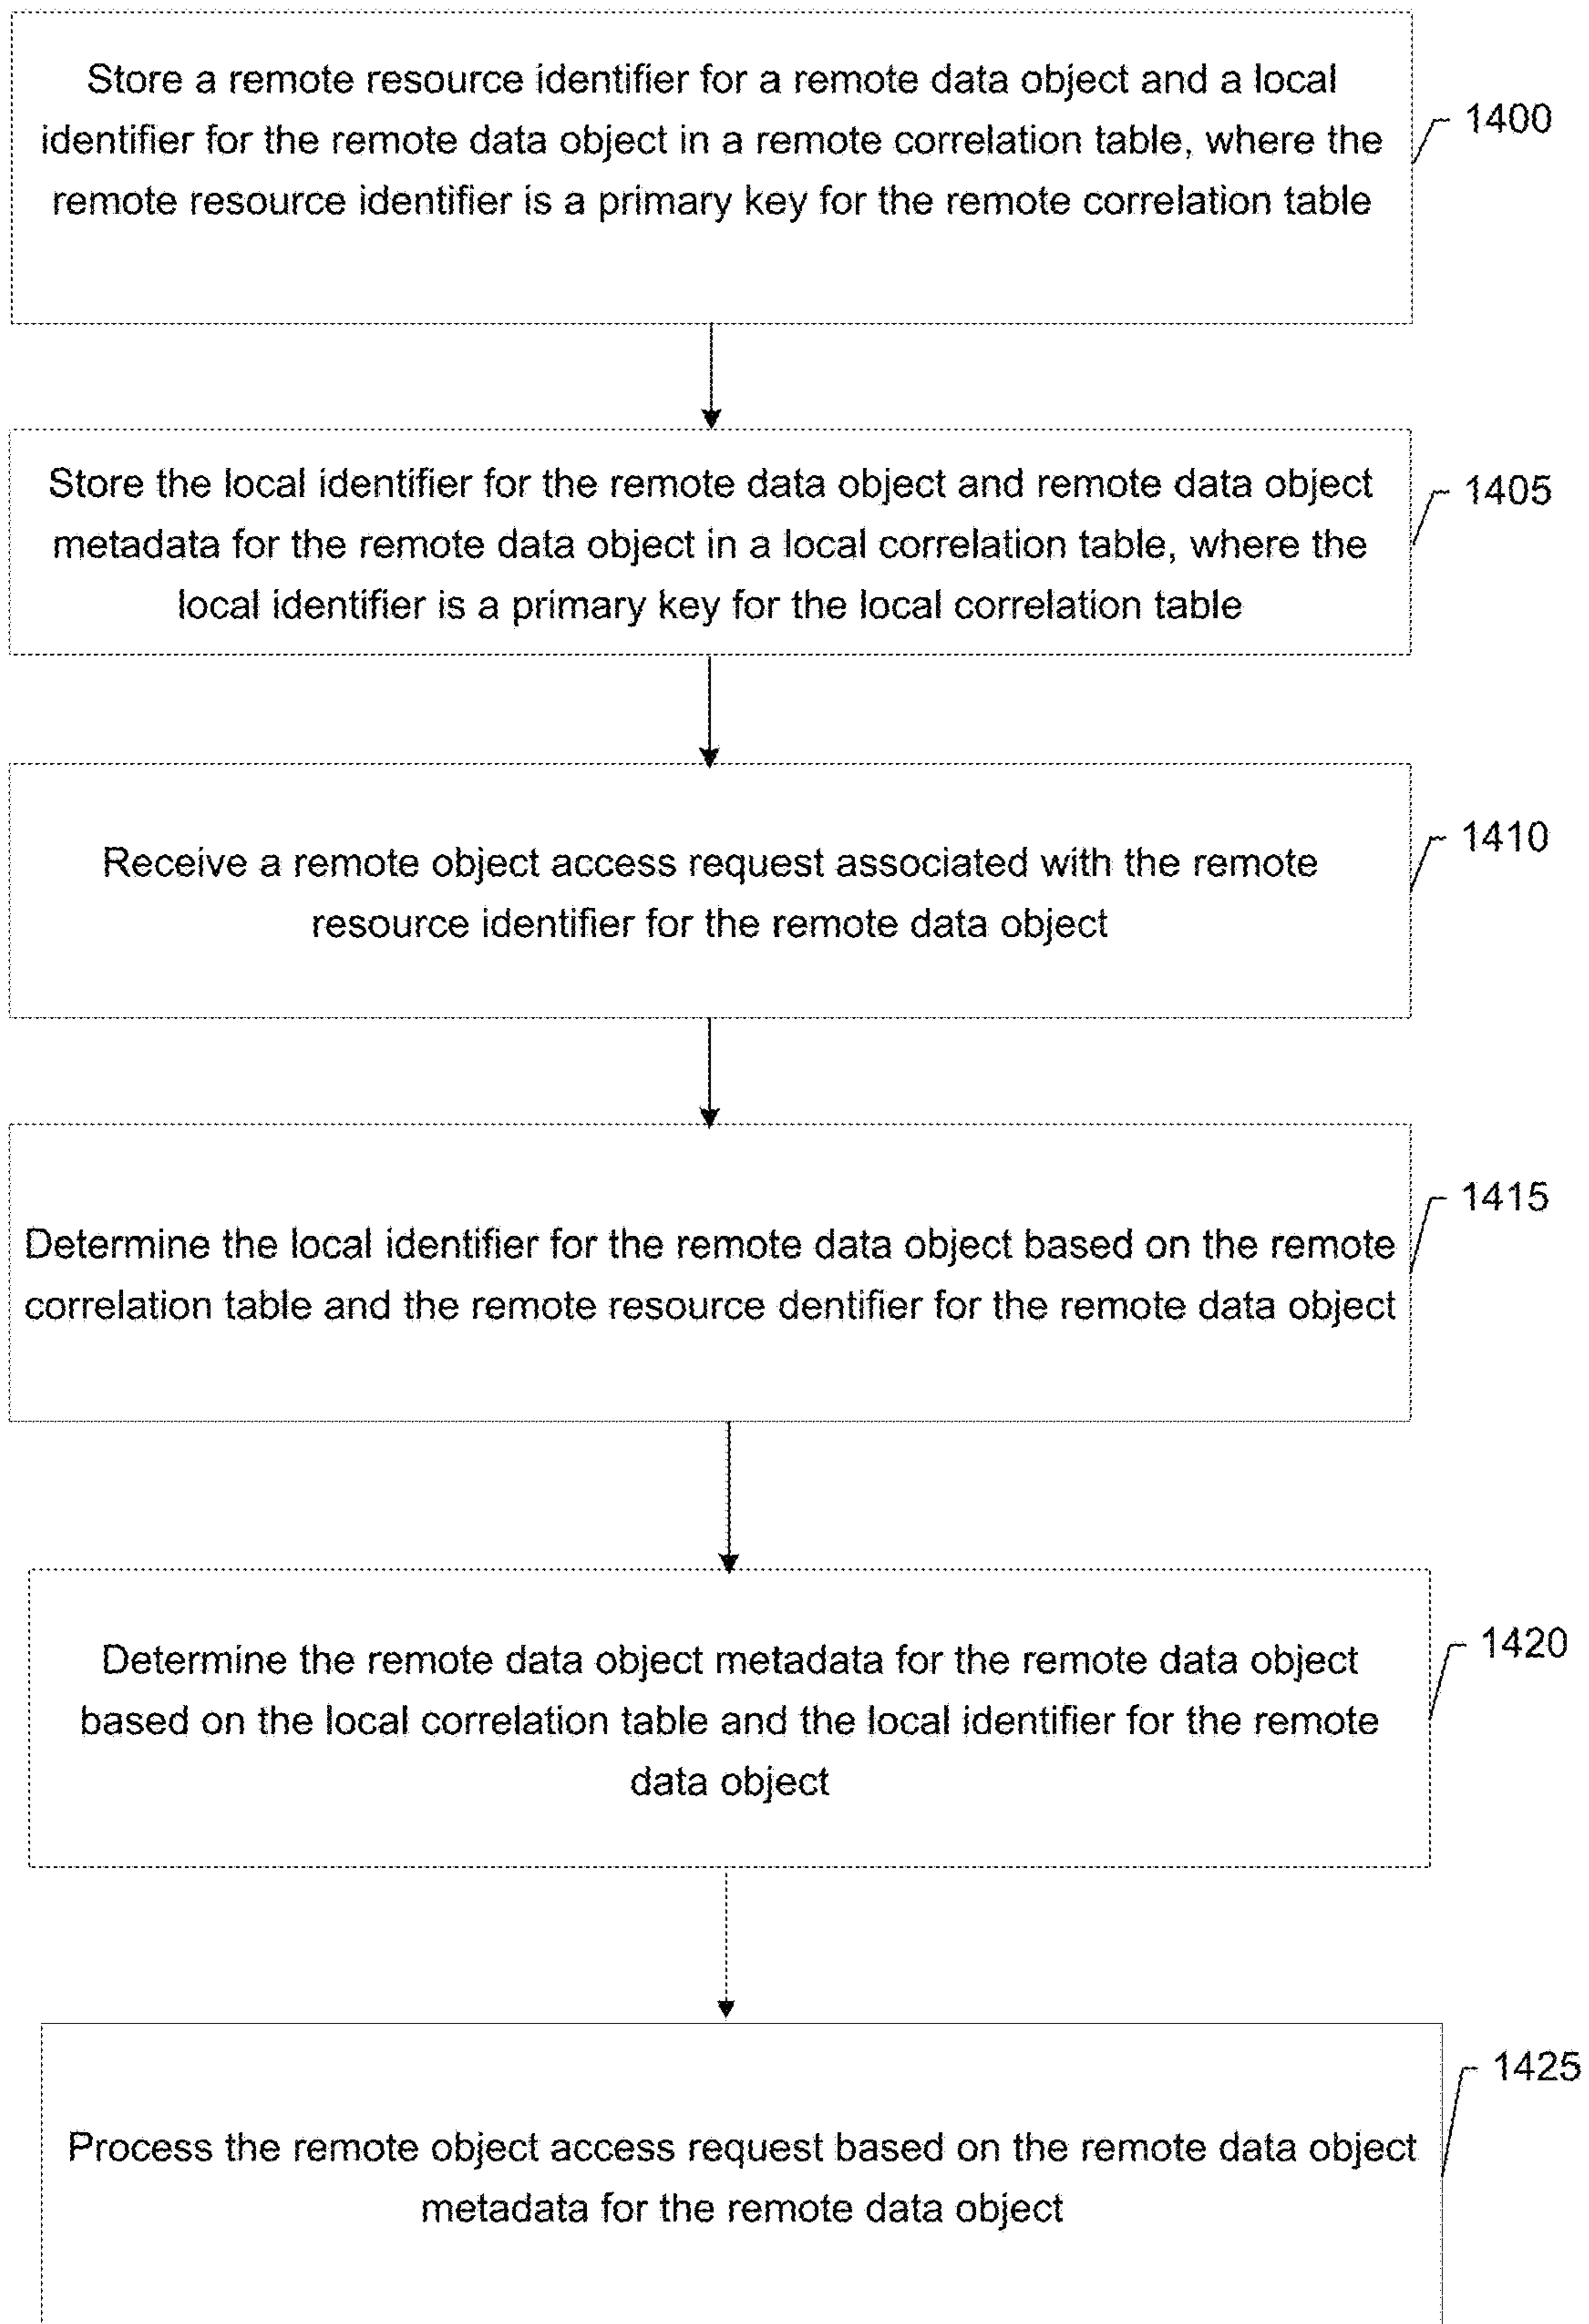 Store a remote resource identifier for a remote data object and a local
identifier for the remote data object in a remote correlation table, where the
remote resource identifier is a primary key for the remote correlation table
1400
Store the local identifier for the remote data object and remote data object
metadata for the remote data object in a local correlation table, where the
local identifier is a primary key for the local correlation table
1405
Receive a remote object access request associated with the remote
resource identifier for the remote data object
1410
Determine the local identifier for the remote data object based on the remote
correlation table and the remote resource dentifier for the remote data object
1415
Determine the remote data object metadata for the remote data object
based on the local correlation table and the local identifier for the remote
data object
1420
Process the remote object access request based on the remote data object
metadata for the remote data object
1425